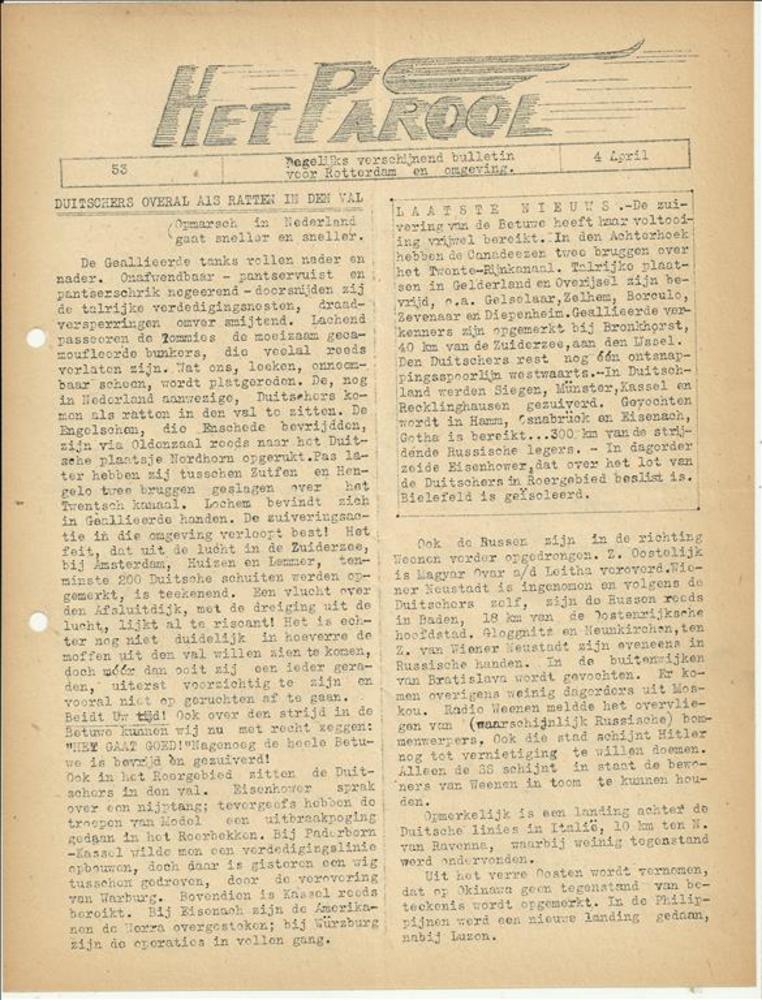 HET PAROOL
53
Dagelijks verschijnend bulletin
voor Rotterdam en omgeving.
4 April
DUITSCHERS OVERAL A1S RATTEN IN DEN VAL
(Opmarsch in Nederland
(gaat sneller en sneller.
De Geallieerde tanks rollen nader en
nader. Onafwendbaar - pantservuist en
pantserschrik negeerend - doorsnijden zij
de talrijke verdedigingsnesten, draad-
versperringen omver smijtend. Lachend
passeeren de Tommies de moeizaam geca-
moufleerde bunkers, die veelal reeds
verlaten zijn. Wat ons, leeken, onneem-
baar scheen, wordt platgereden. De, nog
in Nederland aanwezige, Duitschers ko-
men als ratten in den val te zitten. De
Engelschen, die Enschede bevrijdden,
zijn via Oldenzaal reeds naar het Duit-
sche plaatsje Nordhorn opgerukt. Pas la-
ter hebben zij tusschen Zutfen en Hen-
gelo twee bruggen geslagen over het
Twentsch kanaal. Lochem bevindt zich
in Geallieerde handen. De zuiveringsac-
tie in die omgeving verloopt best! Het
feit, dat uit de lucht in de Zuiderzee,
bij Amsterdam, Huizen en Lemmer, ten-
minste 200 Duitsche schuiten werden op-
gemerkt, is teekenend. Een vlucht over
den Afsluitdijk, met de dreiging uit de
lucht, lijkt al te riscant! Het is ech-
ter nog niet duidelijk in hoeverre de
moffen uit den val willen zien te komen,
doch méér dan ooit zij een ieder gera-
den, uiterst voorzichtig te zijn en
vooral niet op geruchten af te gaan.
Beidt Uw tijd! Ook over den strijd in de
Betuwe kunnen wij nu met recht zeggen:
"HET GAAT GOED!" Nagenoeg de heele Betu-
we is bevrijd en gezuiverd!
Ook in het Roergebied zitten de Duit-
schers in den val. Eisenhower sprak
over een nijptang; tevergeefs hebben de
troepen van Model een uitbraakpoging
gedaan in het Roerbekken. Bij Paderborn
-Kassel wilde men een verdedigingslinie
opbouwen, doch daar is gisteren een wig
tusschen gedreven, door de verovering
van Warburg. Bovendien is Kassel reeds
bereikt. Bij Eisenach zijn de Amerika-
nen de Werra overgestoken; bij Würzburg
zijn de operaties in vollen gang.
LAATSTE NIEUWS.-De zui-
vering van de Betuwe heeft haar voltooi-
ing vrijwel bereikt. In den Achterhoek
hebben de Canadeezen twee bruggen over
het Twente-Rijnkanaal. Talrijke plaat-
sen in Gelderland en Overijsel zijn be-
vrijd, o.a. Gelselaar, Zelhem, Borculo,
Zevenaar en Diepenheim. Geallieerde ver-
kenners zijn opgemerkt bij Bronkhorst,
40 km van de Zuiderzee, aan den IJssel.
Den Duitschers rest nog één ontsnap-
pingsspoorlijn westwaarts.-In Duitsch-
land werden Siegen, Münster, Kassel en
Recklinghausen gezuiverd. Gevochten
wordt in Hamm, Osnabrück en Eisenach,
Gotha is bereikt...300 km van de strij-
dende Russische legers. - In dagorder
zeide Eisenhower, dat over het lot van
de Duitschers in Roergebied beslist is.
Bielefeld is geïsoleerd.
Ook de Russen zijn in de richting
Weenen verder opgedrongen. Z. Oostelijk
is Magyar Ovar a/d Leitha veroverd. Wie-
ner Neustadt is ingenomen en volgens de
Duitschers zelf, zijn de Russen reeds
in Baden, 18 km van de Oostenrijksche
hoofdstad. Gloggnitz en Neunkirchen, ten
Z. van Wiener Neustadt zijn eveneens in
Russische handen. In de buitenwijken
van Bratislava wordt gevochten. Er ko-
men overigens weinig dagorders uit Mos-
kou. Radio Weenen meldde het overvlie-
gen van (waarschijnlijk Russische) bom-
menwerpers. Ook die stad schijnt Hitler
nog tot vernietiging te willen doemen.
Alleen de SS schijnt in staat de bewo-
ners van Weenen in toom te kunnen hou-
den.
Opmerkelijk is een landing achter de
Duitsche linies in Italië, 10 km ten N.
van Ravenna, waarbij weinig tegenstand
werd ondervonden.
Uit het verre Oosten wordt vernomen,
dat op Okinawa geen tegenstand van be-
teekenis wordt opgemerkt. In de Philip-
pijnen werd een nieuwe landing gedaan,
nabij Luzon.